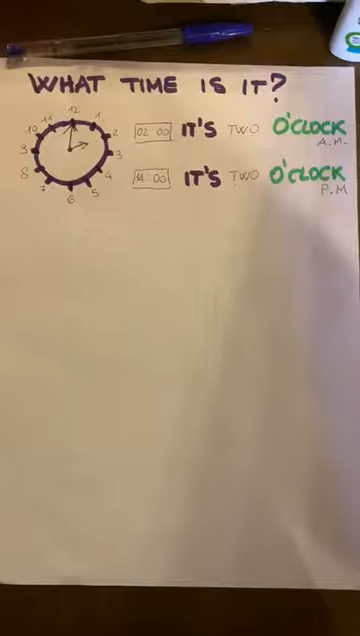 WHAT TIME IS IT?
12
11 1
10 2
9 3
8 4
7 5
6
02:00 IT'S TWO O'CLOCK
A.M.
14:00 IT'S TWO O'CLOCK
P.M